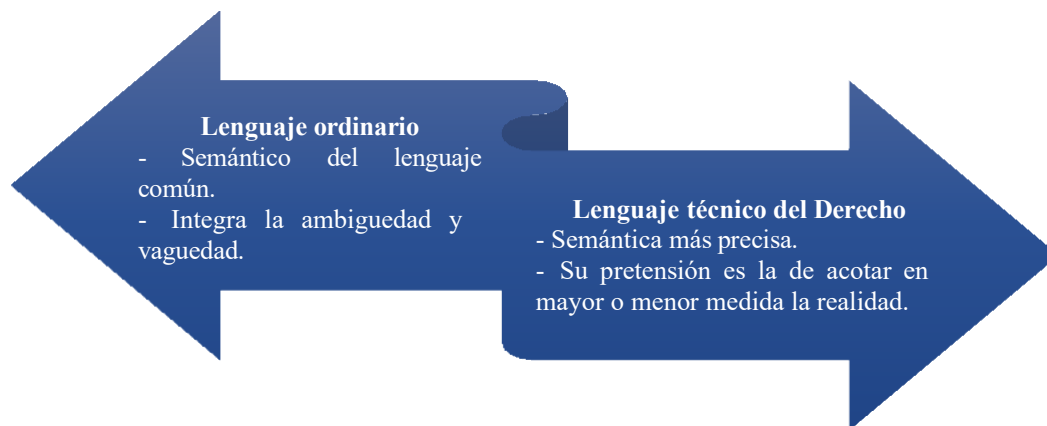 Lenguaje ordinario
- Semántico del lenguaje
común.
- Integra la ambiguedad y
vaguedad.
Lenguaje técnico del Derecho
- Semántica más precisa.
- Su pretensión es la de acotar en
mayor o menor medida la realidad.